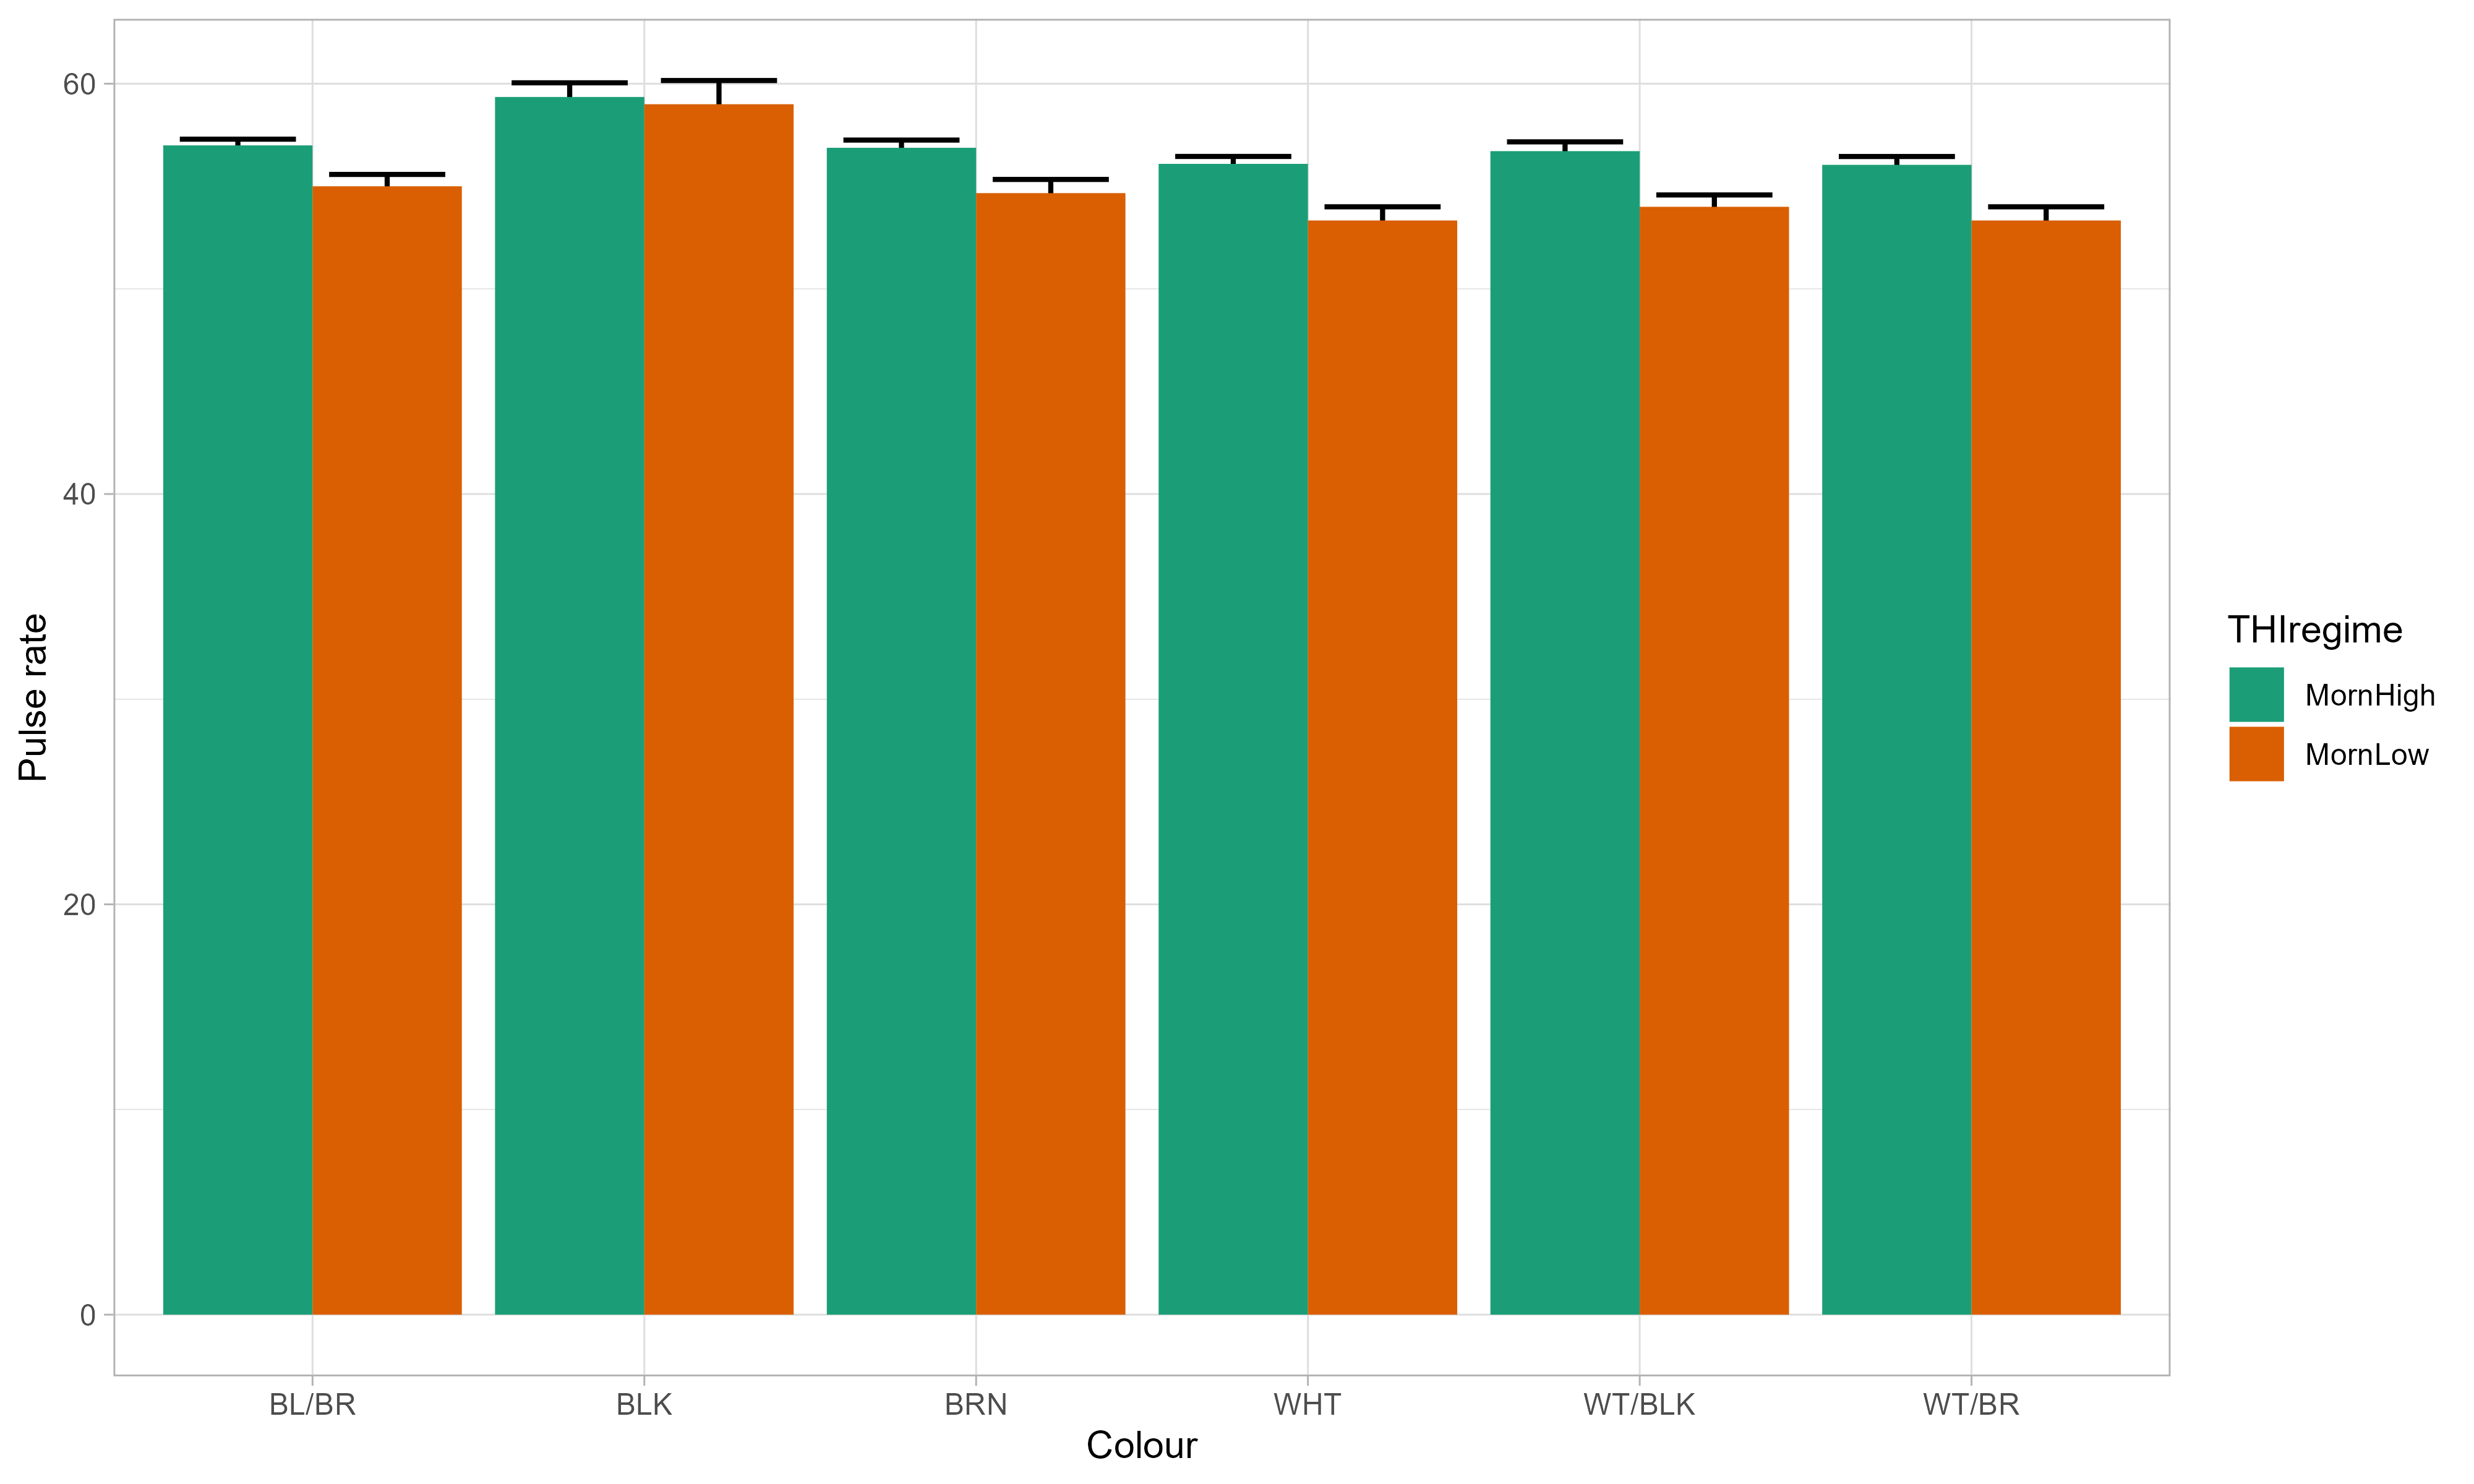 60
40
20
0
Pulse rate
BL/BR BLK BRN WHT WT/BLK WT/BR
Colour
THIregime
MornHigh
MornLow